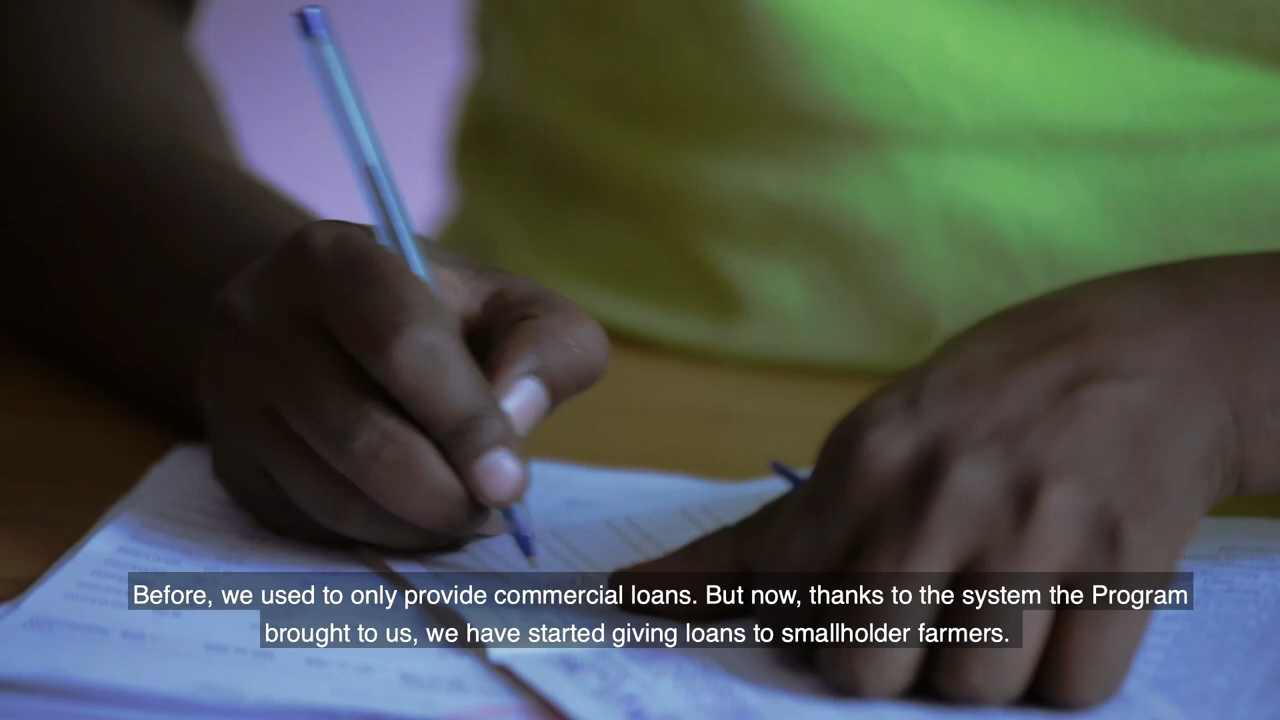 Before, we used to only provide commercial loans. But now, thanks to the system the Program
brought to us, we have started giving loans to smallholder farmers.